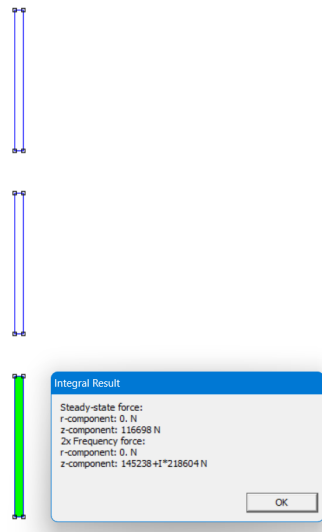 Integral Result
Steady-state force:
r-component: 0. N
z-component: 116698 N
2x Frequency force:
r-component: 0. N
z-component: 145238+I*218604 N
OK